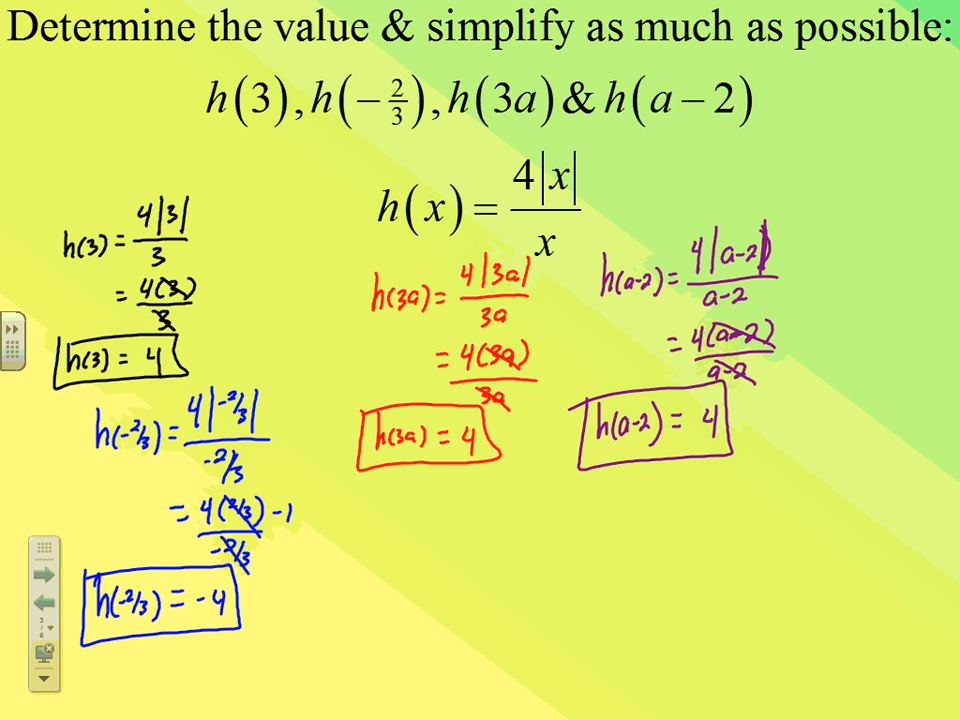 Determine the value & simplify as much as possible:
h(3), h(-2/3), h(3a) & h(a-2)
h(x) = 4|x|/x
h(3) = 4|3|/3
= 4(3)/3
h(3) = 4
h(-2/3) = 4|-2/3|/-2/3
= 4(2/3)/-2/3 -1
h(-2/3) = -4
h(3a) = 4|3a|/3a
= 4(3a)/3a
h(3a) = 4
h(a-2) = 4|a-2|/a-2
= 4(a-2)/a-2
h(a-2) = 4